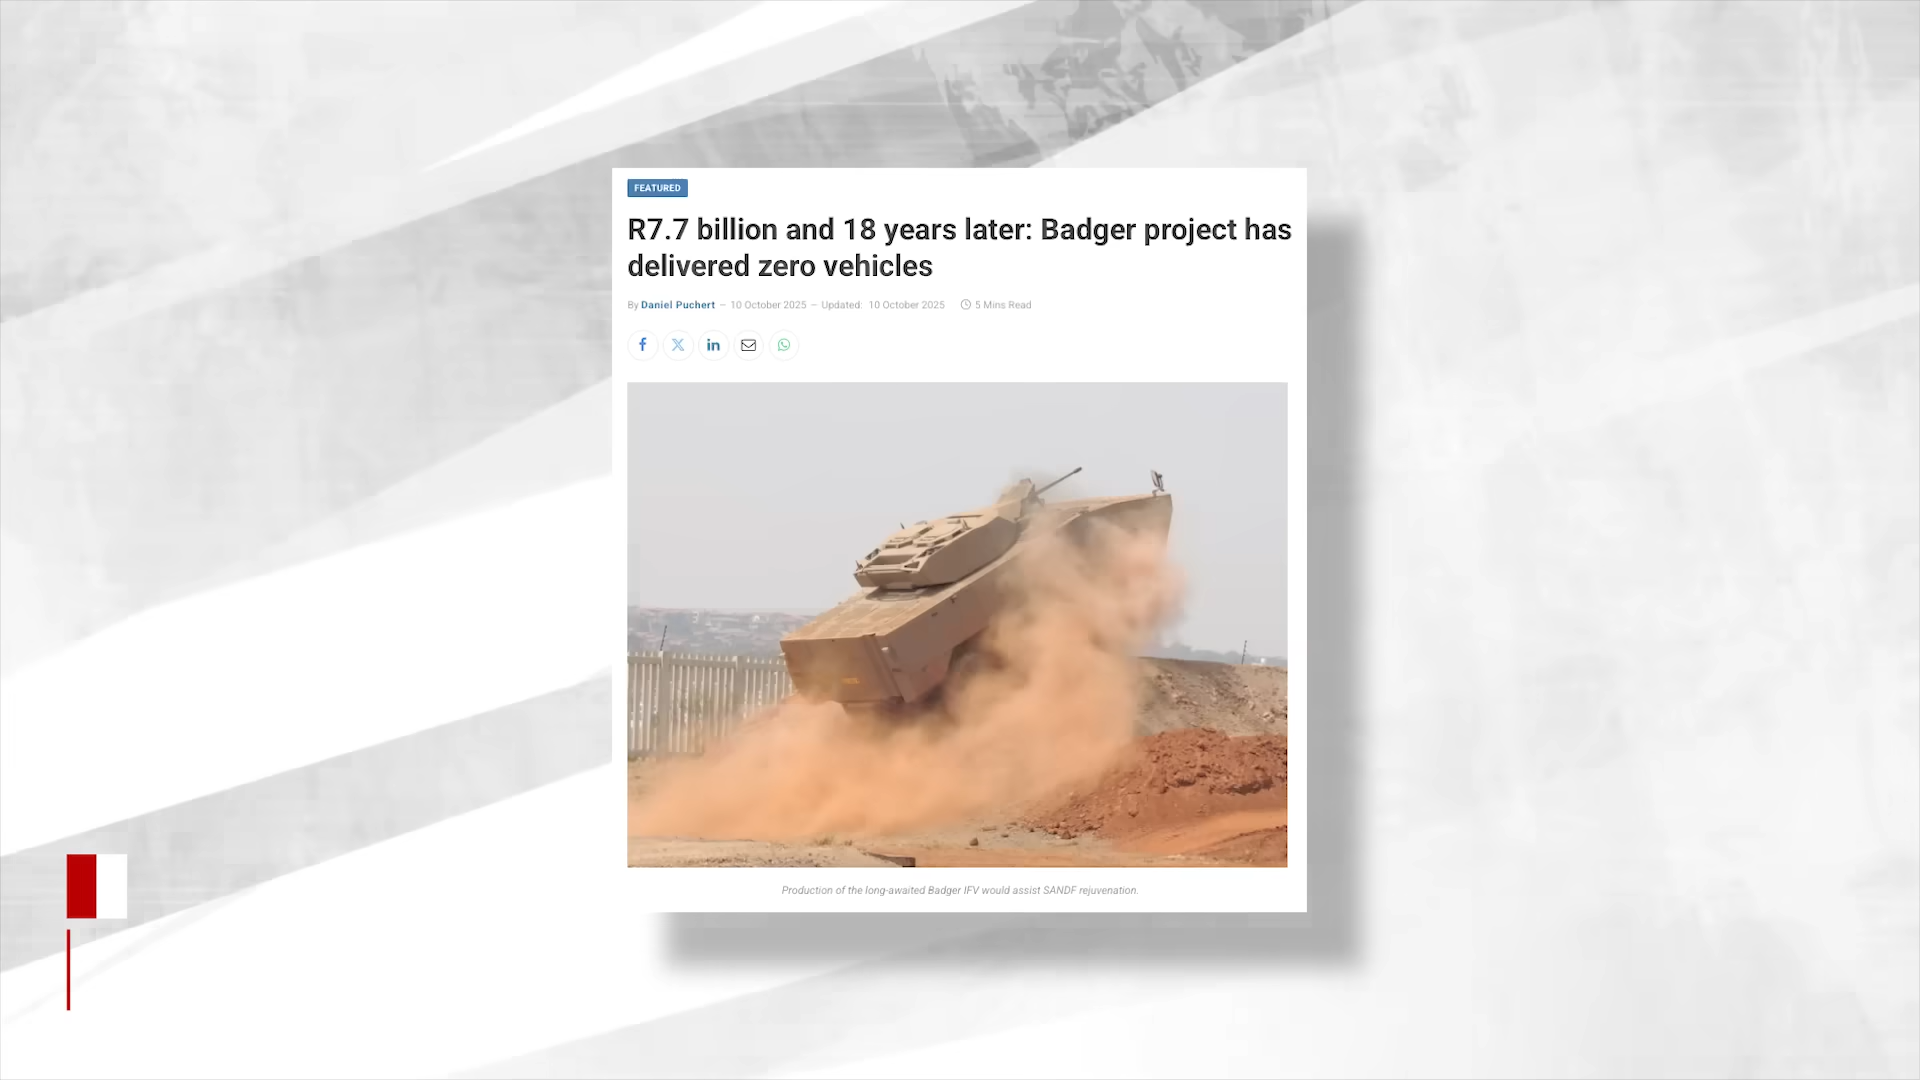 FEATURED
R7.7 billion and 18 years later: Badger project has
delivered zero vehicles
By Daniel Puchert – 10 October 2025 – Updated: 10 October 2025 5 Mins Read
Production of the long-awaited Badger IFV would assist SANDF rejuvenation.